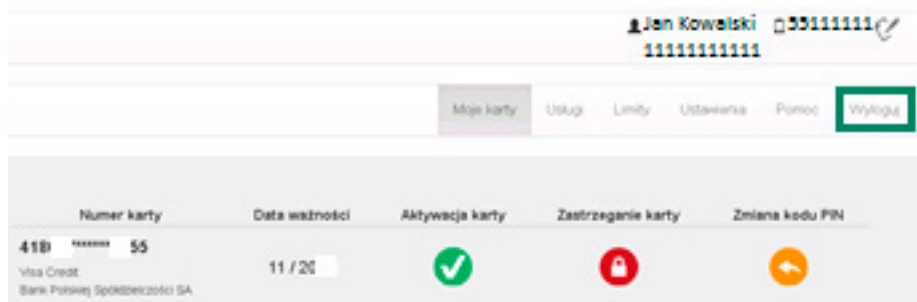 Jan Kowalski 55111111
11111111111
Moje karty Usługi Limity Ustawienia Pomoc Wyloguj
Numer karty Data ważności Aktywacja karty Zastrzeganie karty Zmiana kodu PIN
418 ******* 55
11 / 20
Visa Credit
Bank Polskiej Spółdzielczości SA